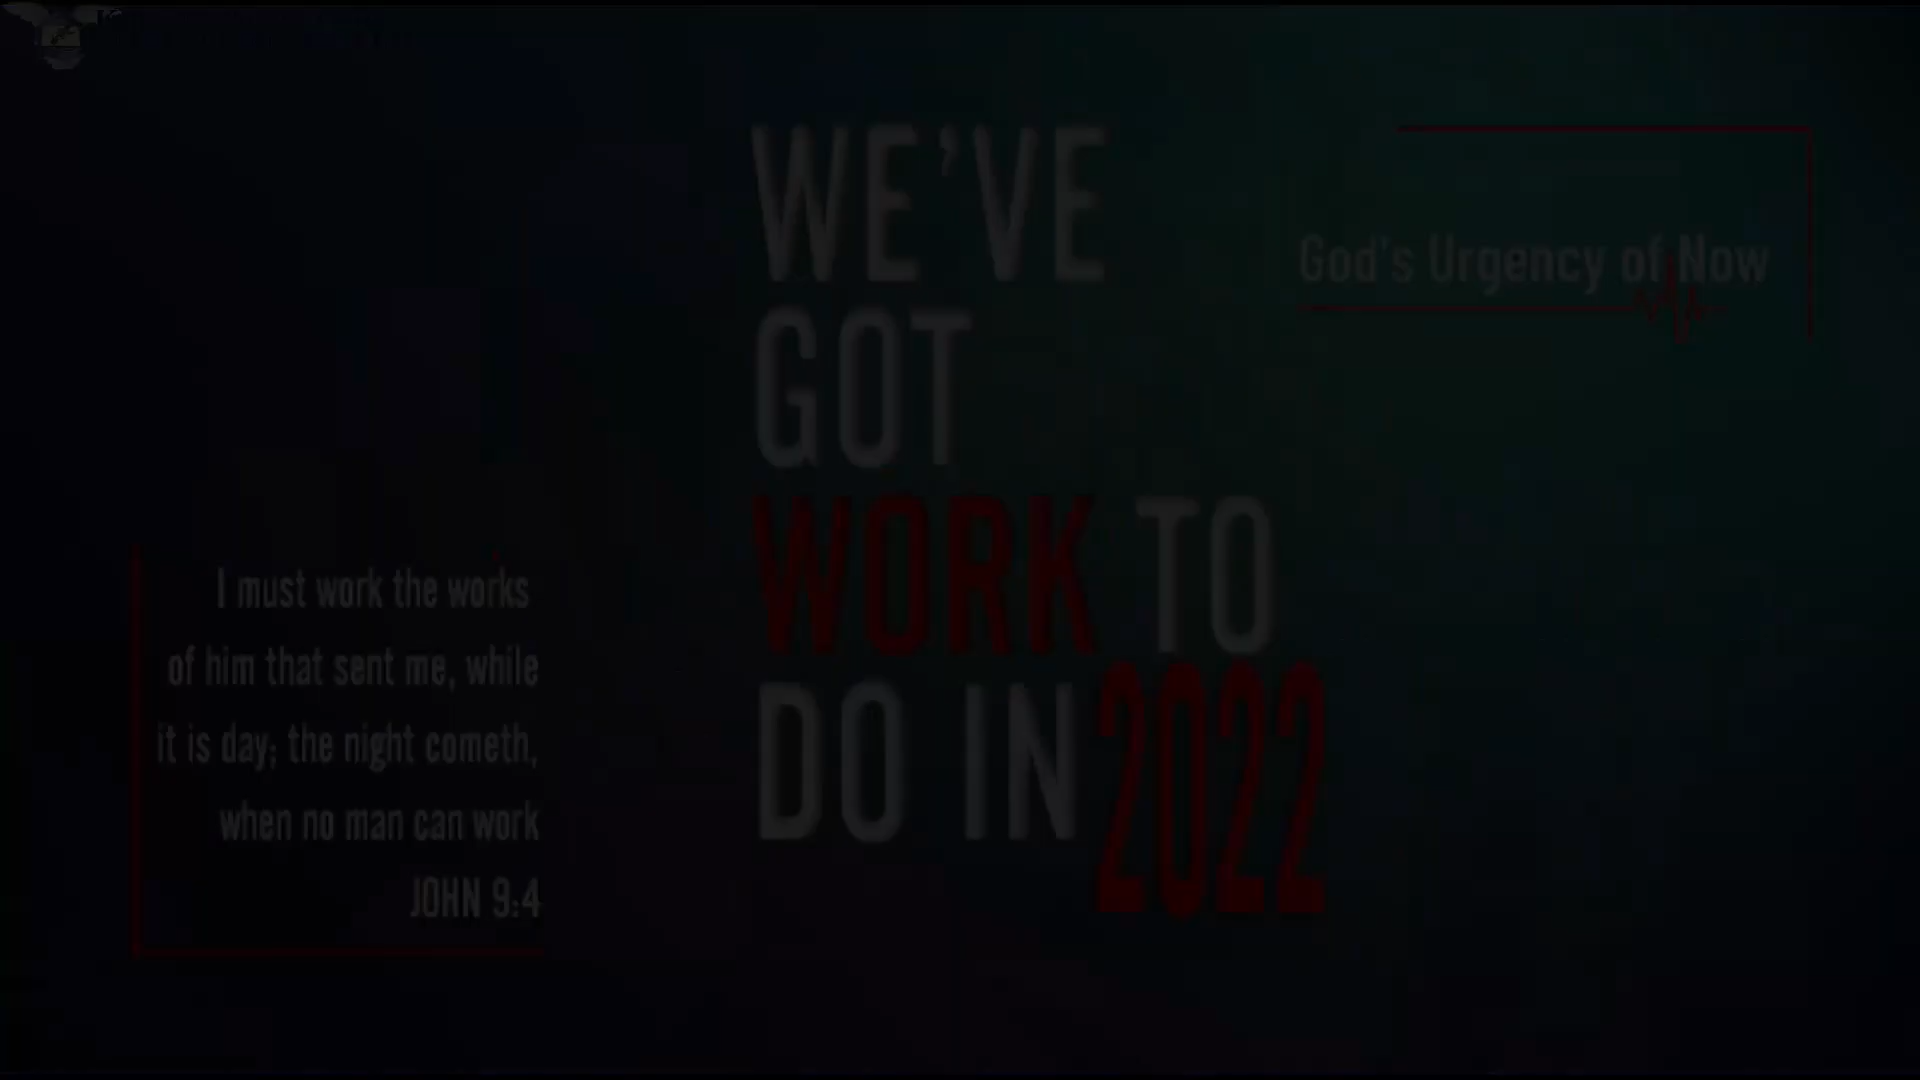 WE'VE
GOT
WORK TO
DO IN 2022
God's Urgency of Now
I must work the works
of him that sent me, while
it is day; the night cometh,
when no man can work
JOHN 9:4